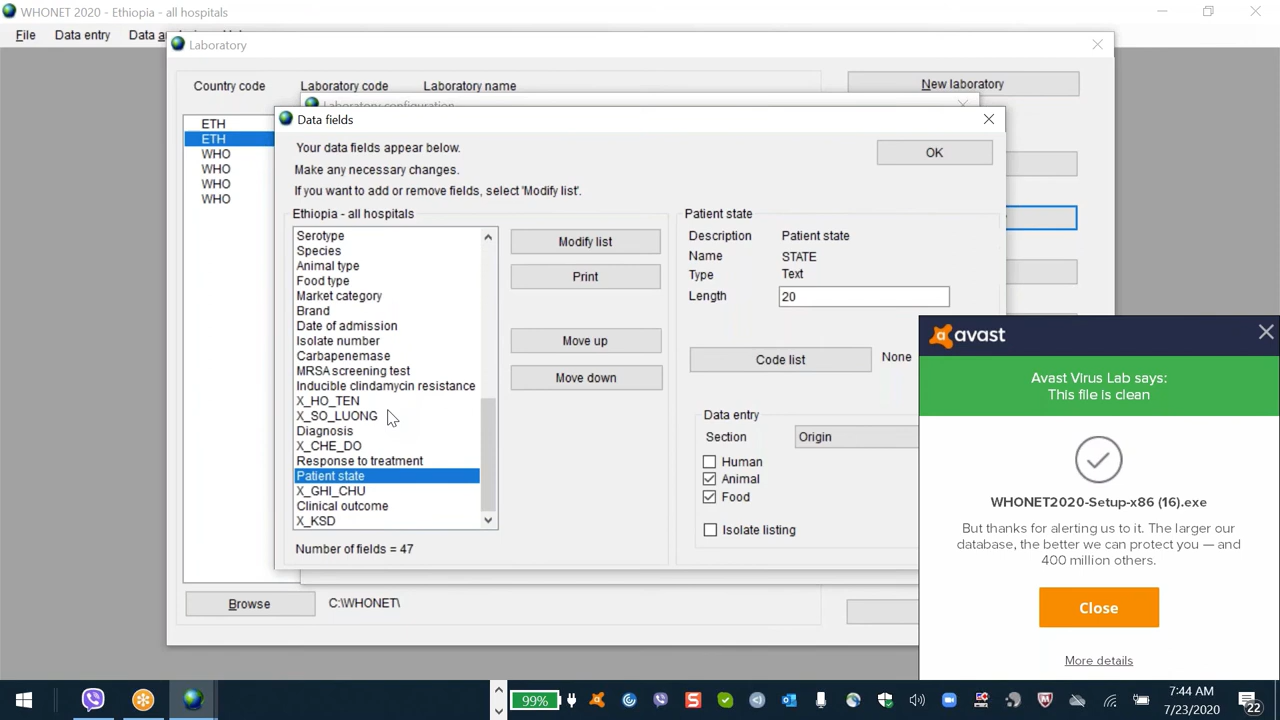 WHONET 2020 - Ethiopia - all hospitals
File Data entry Data a
Laboratory
Country code Laboratory code Laboratory name
New laboratory
Laboratory configuration
ETH
ETH
WHO
WHO
WHO
WHO
Data fields
Your data fields appear below.
Make any necessary changes.
If you want to add or remove fields, select 'Modify list'.
OK
Ethiopia - all hospitals
Serotype
Species
Animal type
Food type
Market category
Brand
Date of admission
Isolate number
Carbapenemase
MRSA screening test
Inducible clindamycin resistance
X_HO_TEN
X_SO_LUONG
Diagnosis
X_CHE_DO
Response to treatment
Patient state
X_GHI_CHU
Clinical outcome
X_KSD
Number of fields = 47
Modify list
Print
Move up
Move down
Patient state
Description Patient state
Name STATE
Type Text
Length 20
Code list None
Data entry
Section Origin
Human
Animal
Food
Isolate listing
Browse C:\WHONET\
avast
Avast Virus Lab says:
This file is clean
WHONET2020-Setup-x86 (16).exe
But thanks for alerting us to it. The larger our
database, the better we can protect you — and
400 million others.
Close
More details
99%
7:44 AM
7/23/2020
22